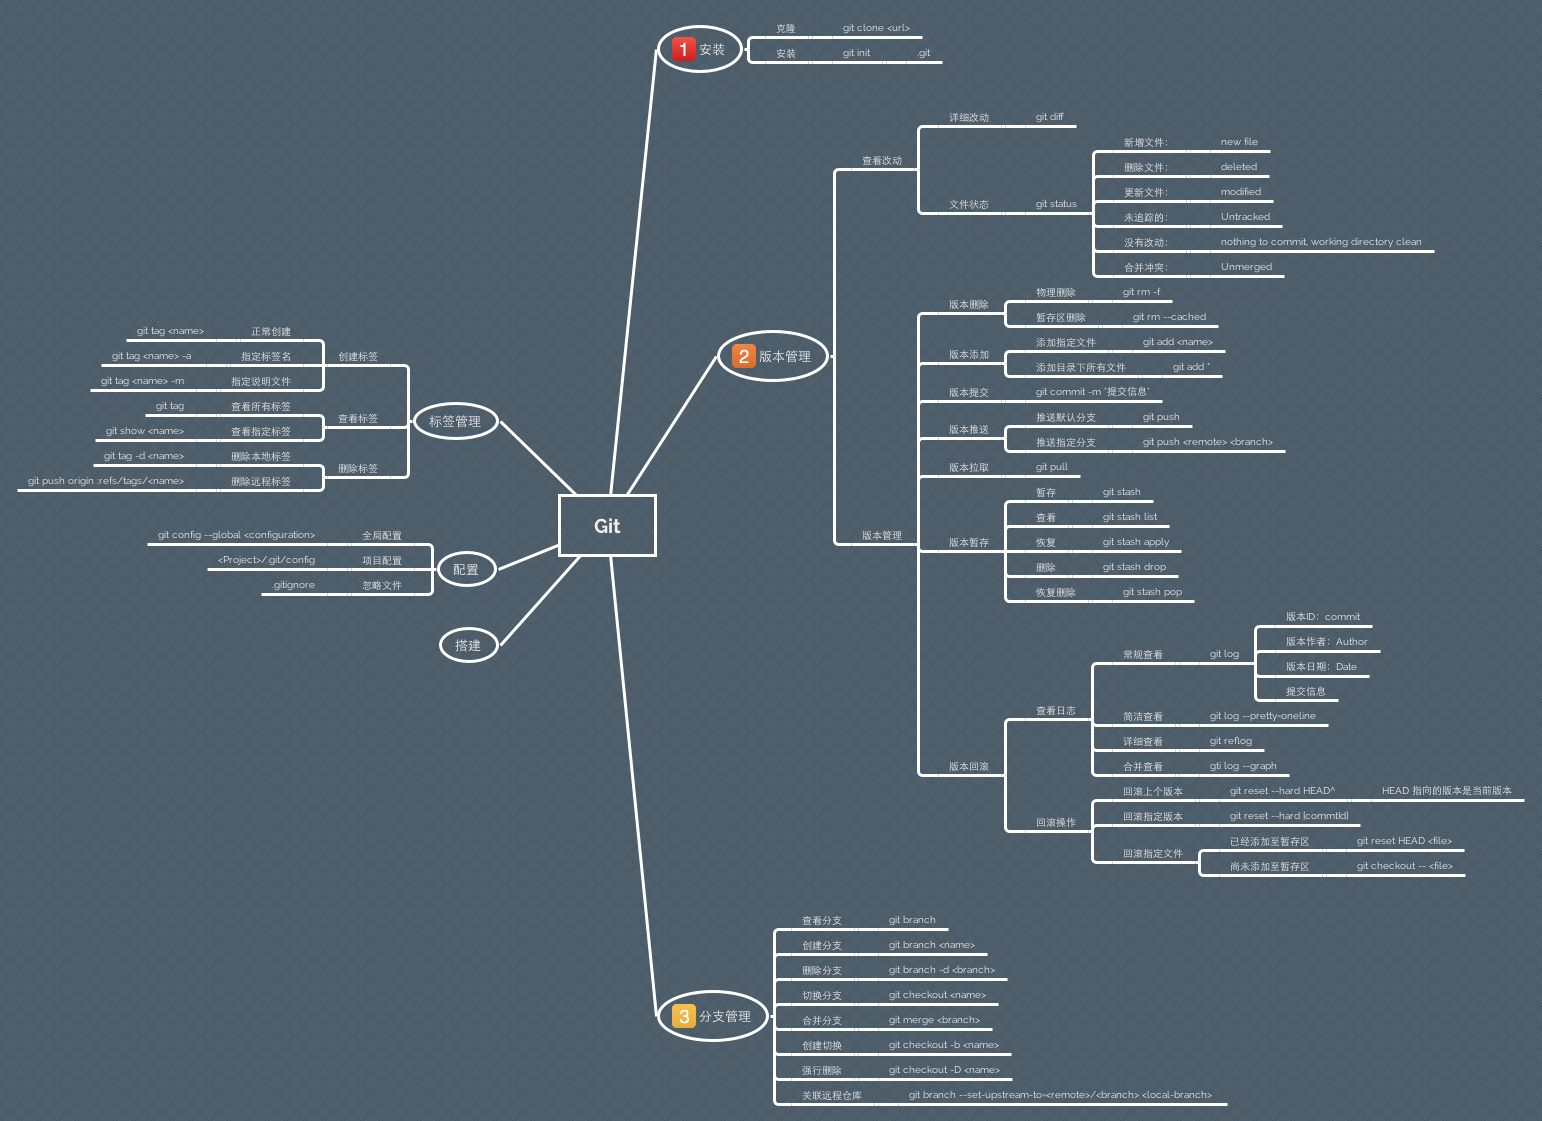 Git
1 安装
克隆 git clone <url>
安装 git init .git
2 版本管理
查看改动
详细改动 git diff
文件状态 git status
新增文件: new file
删除文件: deleted
更新文件: modified
未追踪的: Untracked
没有改动: nothing to commit, working directory clean
合并冲突: Unmerged
版本管理
版本删除
物理删除 git rm -f
暂存区删除 git rm --cached
版本添加
添加指定文件 git add <name>
添加目录下所有文件 git add *
版本提交 git commit -m "提交信息"
版本推送
推送默认分支 git push
推送指定分支 git push <remote> <branch>
版本拉取 git pull
版本暂存
暂存 git stash
查看 git stash list
恢复 git stash apply
删除 git stash drop
恢复删除 git stash pop
版本回滚
查看日志
常规查看 git log
版本ID: commit
版本作者: Author
版本日期: Date
提交信息
简洁查看 git log --pretty=oneline
详细查看 git reflog
合并查看 gti log --graph
回滚操作
回滚上个版本 git reset --hard HEAD^ HEAD 指向的版本是当前版本
回滚指定版本 git reset --hard [commtId]
回滚指定文件
已经添加至暂存区 git reset HEAD <file>
尚未添加至暂存区 git checkout -- <file>
3 分支管理
查看分支 git branch
创建分支 git branch <name>
删除分支 git branch -d <branch>
切换分支 git checkout <name>
合并分支 git merge <branch>
创建切换 git checkout -b <name>
强行删除 git checkout -D <name>
关联远程仓库 git branch --set-upstream-to=<remote>/<branch> <local-branch>
标签管理
创建标签
git tag <name> 正常创建
git tag <name> -a 指定标签名
git tag <name> -m 指定说明文件
查看标签
git tag 查看所有标签
git show <name> 查看指定标签
删除标签
git tag -d <name> 删除本地标签
git push origin :refs/tags/<name> 删除远程标签
配置
git config --global <configuration> 全局配置
<Project>/.git/config 项目配置
.gitignore 忽略文件
搭建